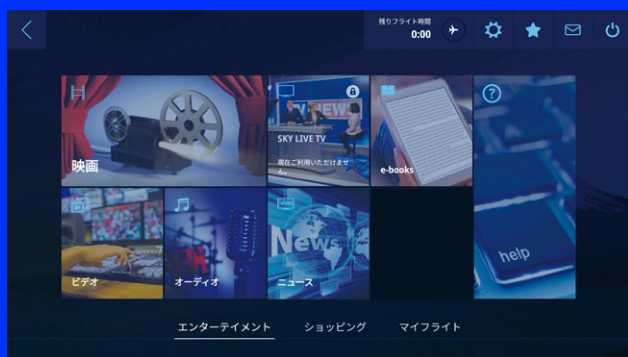 残りフライト時間
0:00
SKY LIVE TV
現在ご利用いただけませ
ん。
映画
e-books
NEWS
News
help
ビデオ
オーディオ
ニュース
エンターテイメント ショッピング マイフライト